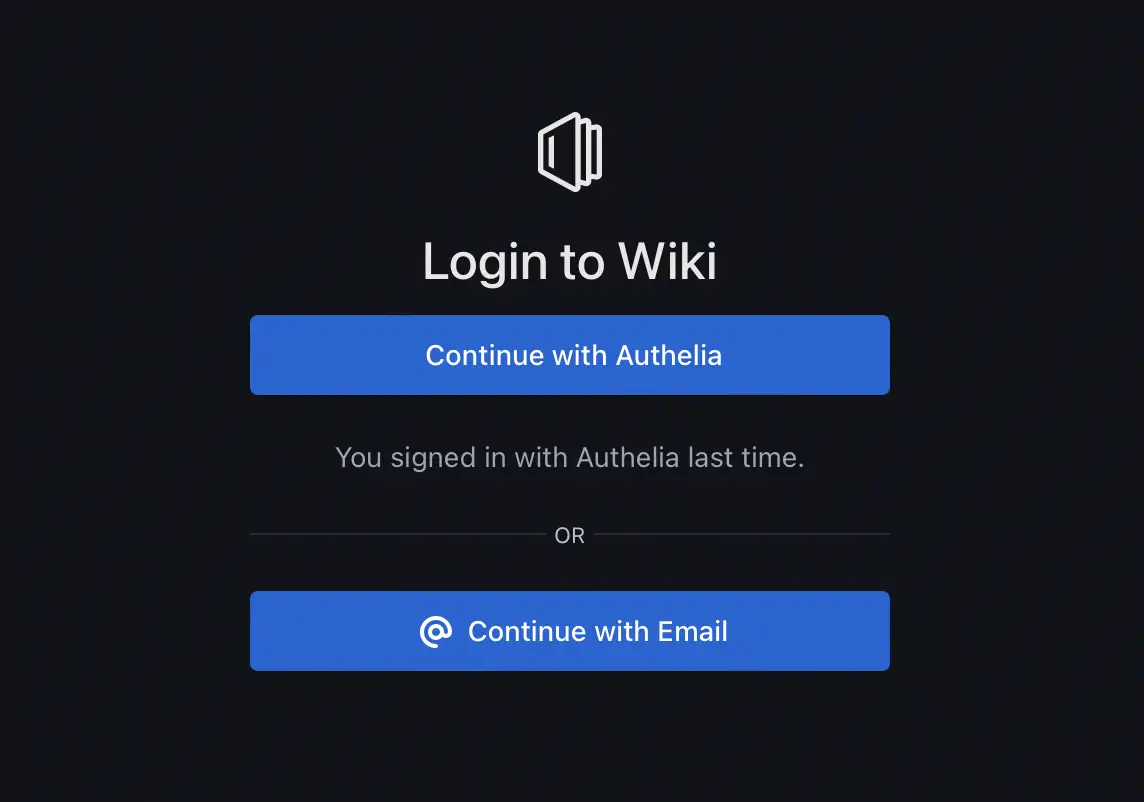 Login to Wiki
Continue with Authelia
You signed in with Authelia last time.
OR
Continue with Email